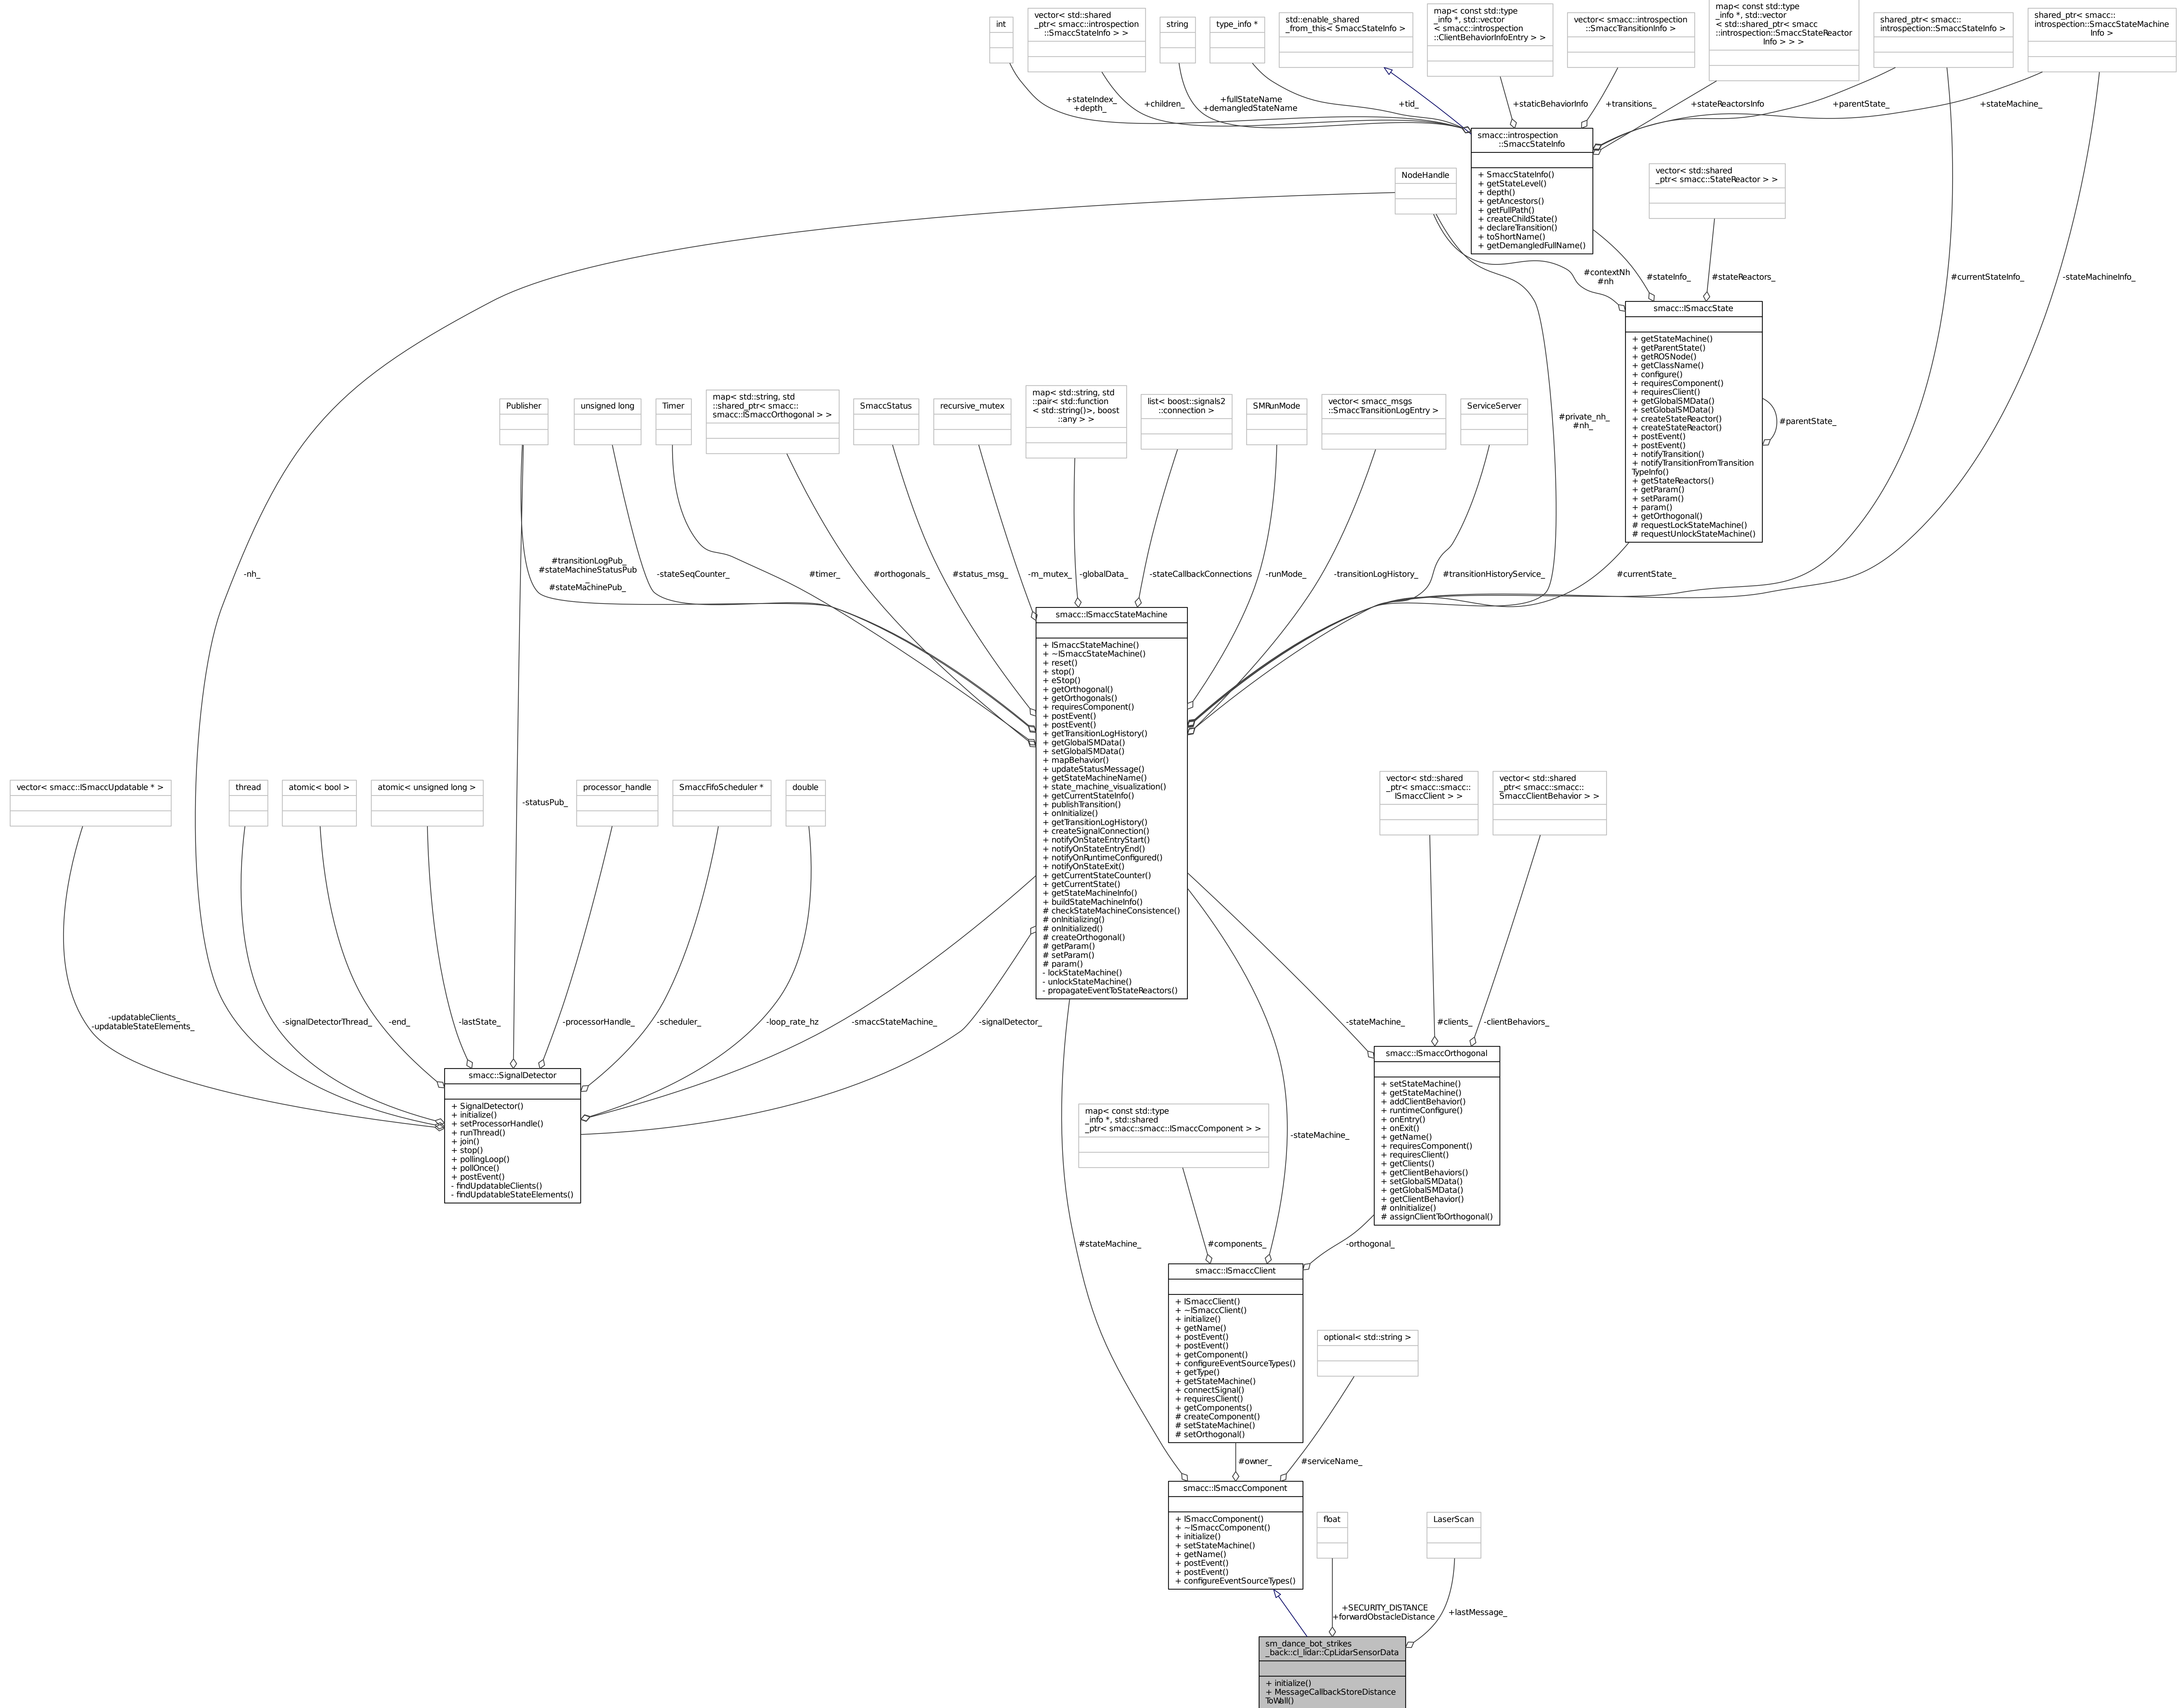 int
vector< std::shared
_ptr< smacc::introspection
::SmaccStateInfo > >
string
type_info *
std::enable_shared
_from_this< SmaccStateInfo >
map< const std::type
_info *, std::vector
< smacc::introspection
::ClientBehaviorInfoEntry > >
vector< smacc::introspection
::SmaccTransitionInfo >
map< const std::type
_info *, std::vector
< std::shared_ptr< smacc
::introspection::SmaccStateReactor
Info > > >
shared_ptr< smacc::
introspection::SmaccStateInfo >
shared_ptr< smacc::
introspection::SmaccStateMachine
Info >
+stateIndex_
+depth_
+children_
+fullStateName
+demangledStateName
+tid_
+staticBehaviorInfo
+transitions_
+stateReactorsInfo
+parentState_
+stateMachine_
smacc::introspection
::SmaccStateInfo
+ SmaccStateInfo()
+ getStateLevel()
+ depth()
+ getAncestors()
+ getFullPath()
+ createChildState()
+ declareTransition()
+ toShortName()
+ getDemangledFullName()
NodeHandle
vector< std::shared
_ptr< smacc::StateReactor > >
#contextNh
#nh
#stateInfo_
#stateReactors_
#currentStateInfo_
-stateMachineInfo_
smacc::ISmaccState
+ getStateMachine()
+ getParentState()
+ getROSNode()
+ getClassName()
+ configure()
+ requiresComponent()
+ requiresClient()
+ getGlobalSMData()
+ setGlobalSMData()
+ createStateReactor()
+ createStateReactor()
+ postEvent()
+ postEvent()
+ notifyTransition()
+ notifyTransitionFromTransition
TypeInfo()
+ getStateReactors()
+ getParam()
+ setParam()
+ param()
+ getOrthogonal()
# requestLockStateMachine()
# requestUnlockStateMachine()
#parentState_
#private_nh_
#nh_
Publisher
unsigned long
Timer
map< std::string, std
::shared_ptr< smacc::
smacc::ISmaccOrthogonal > >
SmaccStatus
recursive_mutex
map< std::string, std
::pair< std::function
< std::string()>, boost
::any > >
list< boost::signals2
::connection >
SMRunMode
vector< smacc_msgs
::SmaccTransitionLogEntry >
ServiceServer
-nh_
#transitionLogPub_
#stateMachineStatusPub
_
#stateMachinePub_
-stateSeqCounter_
#timer_
#orthogonals_
#status_msg_
-m_mutex_
-globalData_
-stateCallbackConnections
-runMode_
-transitionLogHistory_
#transitionHistoryService_
#currentState_
smacc::ISmaccStateMachine
+ ISmaccStateMachine()
+ ~ISmaccStateMachine()
+ reset()
+ stop()
+ eStop()
+ getOrthogonal()
+ getOrthogonals()
+ requiresComponent()
+ postEvent()
+ postEvent()
+ getTransitionLogHistory()
+ getGlobalSMData()
+ setGlobalSMData()
+ mapBehavior()
+ updateStatusMessage()
+ getStateMachineName()
+ state_machine_visualization()
+ getCurrentStateInfo()
+ publishTransition()
+ onInitialize()
+ getTransitionLogHistory()
+ createSignalConnection()
+ notifyOnStateEntryStart()
+ notifyOnStateEntryEnd()
+ notifyOnRuntimeConfigured()
+ notifyOnStateExit()
+ getCurrentStateCounter()
+ getCurrentState()
+ getStateMachineInfo()
+ buildStateMachineInfo()
# checkStateMachineConsistence()
# onInitializing()
# onInitialized()
# createOrthogonal()
# getParam()
# setParam()
# param()
- lockStateMachine()
- unlockStateMachine()
- propagateEventToStateReactors()
vector< smacc::ISmaccUpdatable * >
thread
atomic< bool >
atomic< unsigned long >
-statusPub_
processor_handle
SmaccFifoScheduler *
double
vector< std::shared
_ptr< smacc::smacc::
ISmaccClient > >
vector< std::shared
_ptr< smacc::smacc::
SmaccClientBehavior > >
-updatableClients_
-updatableStateElements_
-signalDetectorThread_
-end_
-lastState_
-processorHandle_
-scheduler_
-loop_rate_hz
-smaccStateMachine_
-signalDetector_
-stateMachine_
#clients_
-clientBehaviors_
smacc::SignalDetector
+ SignalDetector()
+ initialize()
+ setProcessorHandle()
+ runThread()
+ join()
+ stop()
+ pollingLoop()
+ pollOnce()
+ postEvent()
- findUpdatableClients()
- findUpdatableStateElements()
smacc::ISmaccOrthogonal
+ setStateMachine()
+ getStateMachine()
+ addClientBehavior()
+ runtimeConfigure()
+ onEntry()
+ onExit()
+ getName()
+ requiresComponent()
+ requiresClient()
+ getClients()
+ getClientBehaviors()
+ setGlobalSMData()
+ getGlobalSMData()
+ getClientBehavior()
# onInitialize()
# assignClientToOrthogonal()
map< const std::type
_info *, std::shared
_ptr< smacc::smacc::ISmaccComponent > >
-stateMachine_
#stateMachine_
#components_
-orthogonal_
smacc::ISmaccClient
+ ISmaccClient()
+ ~ISmaccClient()
+ initialize()
+ getName()
+ postEvent()
+ postEvent()
+ getComponent()
+ configureEventSourceTypes()
+ getType()
+ getStateMachine()
+ connectSignal()
+ requiresClient()
+ getComponents()
# createComponent()
# setStateMachine()
# setOrthogonal()
optional< std::string >
#owner_
#serviceName_
smacc::ISmaccComponent
+ ISmaccComponent()
+ ~ISmaccComponent()
+ initialize()
+ setStateMachine()
+ getName()
+ postEvent()
+ postEvent()
+ configureEventSourceTypes()
float
LaserScan
+SECURITY_DISTANCE
+forwardObstacleDistance
+lastMessage_
sm_dance_bot_strikes
_back::cl_lidar::CpLidarSensorData
+ initialize()
+ MessageCallbackStoreDistance
ToWall()